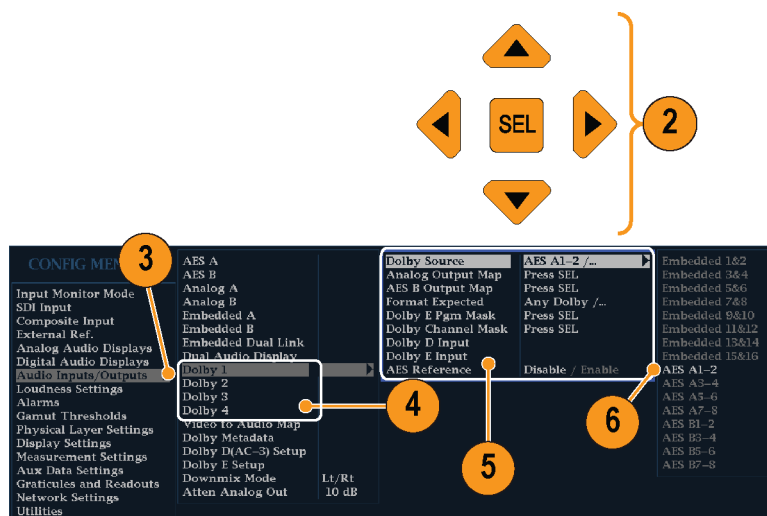 SEL
2
3
CONFIG ME
Input Monitor Mode
SDI Input
Composite Input
External Ref.
Analog Audio Displays
Digital Audio Displays
Audio Inputs/Outputs
Loudness Settings
Alarms
Gamut Thresholds
Physical Layer Settings
Display Settings
Measurement Settings
Aux Data Settings
Graticules and Readouts
Network Settings
Utilities
AES A
AES B
Analog A
Analog B
Embedded A
Embedded B
Embedded Dual Link
Dual Audio Display
Dolby 1
Dolby 2
Dolby 3
Dolby 4
Video to Audio Map
Dolby Metadata
Dolby D(AC-3) Setup
Dolby E Setup
Downmix Mode Lt/Rt
Atten Analog Out 10 dB
4
Dolby Source AES A1-2 /...
Analog Output Map Press SEL
AES B Output Map Press SEL
Format Expected Any Dolby /...
Dolby E Pgm Mask Press SEL
Dolby Channel Mask Press SEL
Dolby D Input
Dolby E Input
AES Reference Disable / Enable
5
6
Embedded 1&2
Embedded 3&4
Embedded 5&6
Embedded 7&8
Embedded 9&10
Embedded 11&12
Embedded 13&14
Embedded 15&16
AES A1-2
AES A3-4
AES A5-6
AES A7-8
AES B1-2
AES B3-4
AES B5-6
AES B7-8